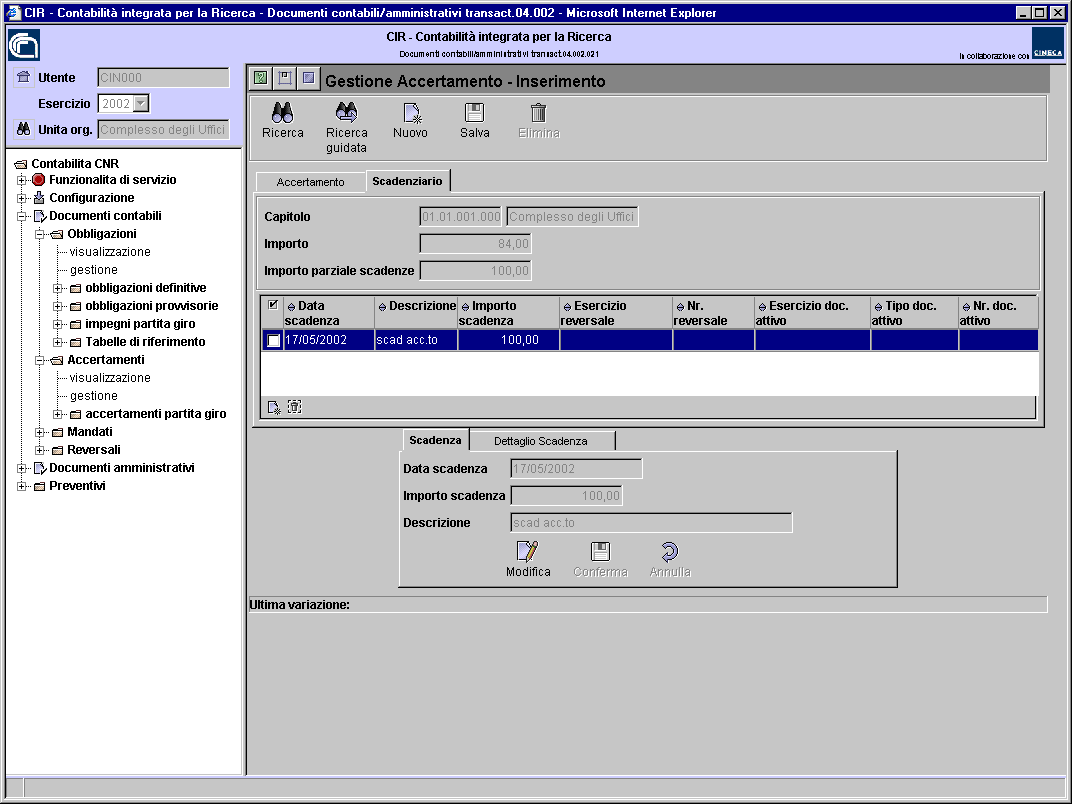 CIR - Contabilità integrata per la Ricerca - Documenti contabili/amministrativi transact.04.002 - Microsoft Internet Explorer
CIR - Contabilità integrata per la Ricerca
Documenti contabili/amministrativi transact.04.002.021
in collaborazione con CINECA
Utente CIN000
Esercizio 2002
Unita org. Complesso degli Uffici
Contabilita CNR
Funzionalita di servizio
Configurazione
Documenti contabili
Obbligazioni
visualizzazione
gestione
obbligazioni definitive
obbligazioni provvisorie
impegni partita giro
Tabelle di riferimento
Accertamenti
visualizzazione
gestione
accertamenti partita giro
Mandati
Reversali
Documenti amministrativi
Preventivi
Gestione Accertamento - Inserimento
Ricerca
Ricerca guidata
Nuovo
Salva
Elimina
Accertamento Scadenziario
Capitolo 01.01.001.000 Complesso degli Uffici
Importo 84,00
Importo parziale scadenze 100,00
Data scadenza
Descrizione
Importo scadenza
Esercizio reversale
Nr. reversale
Esercizio doc. attivo
Tipo doc. attivo
Nr. doc. attivo
17/05/2002 scad acc.to 100,00
Scadenza Dettaglio Scadenza
Data scadenza 17/05/2002
Importo scadenza 100,00
Descrizione scad acc.to
Modifica Conferma Annulla
Ultima variazione: